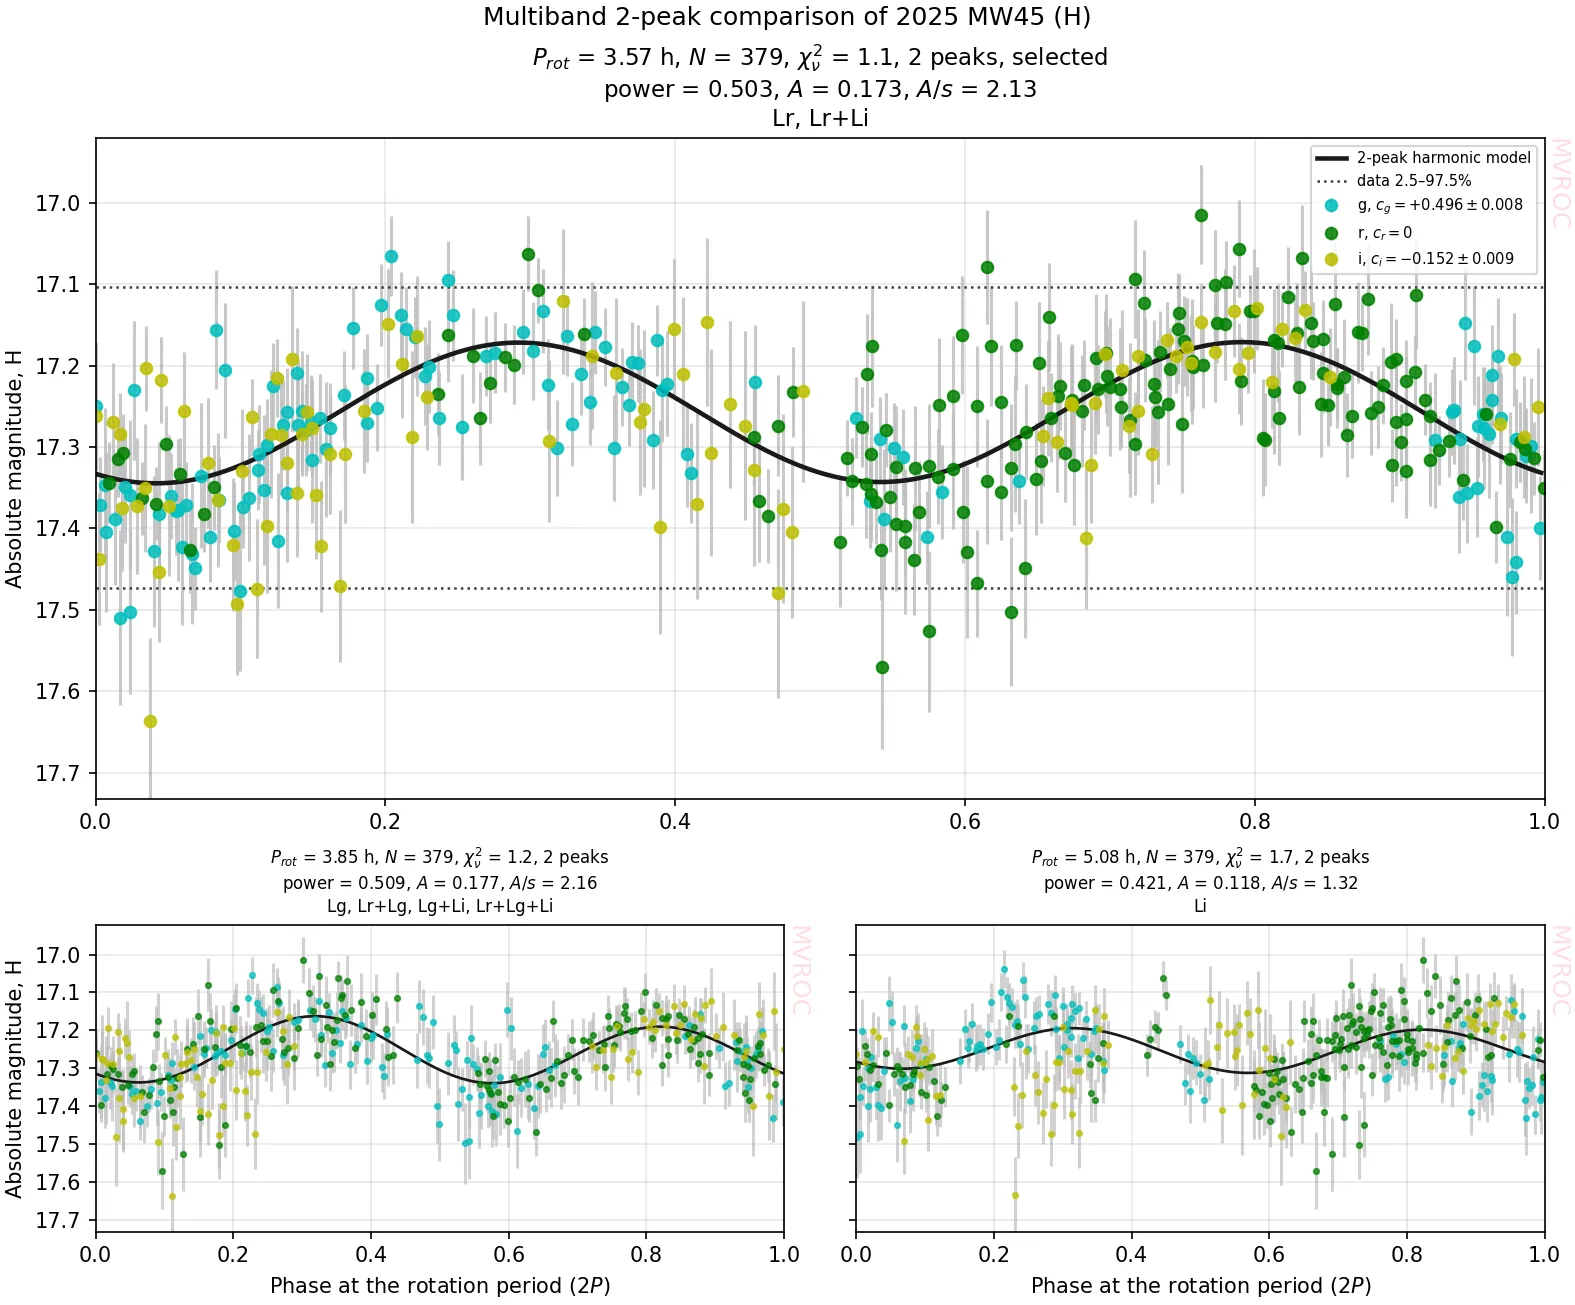 Multiband 2-peak comparison of 2025 MW45 (H)
P_rot = 3.57 h, N = 379, χ²_ν = 1.1, 2 peaks, selected
power = 0.503, A = 0.173, A/s = 2.13
Lr, Lr+Li
2-peak harmonic model
data 2.5–97.5%
g, c_g = +0.496 ± 0.008
r, c_r = 0
i, c_i = −0.152 ± 0.009
MVROC
Absolute magnitude, H
17.0
17.1
17.2
17.3
17.4
17.5
17.6
17.7
0.0 0.2 0.4 0.6 0.8 1.0
P_rot = 3.85 h, N = 379, χ²_ν = 1.2, 2 peaks
power = 0.509, A = 0.177, A/s = 2.16
Lg, Lr+Lg, Lg+Li, Lr+Lg+Li
MVROC
Absolute magnitude, H
17.0
17.1
17.2
17.3
17.4
17.5
17.6
17.7
0.0 0.2 0.4 0.6 0.8 1.0
Phase at the rotation period (2P)
P_rot = 5.08 h, N = 379, χ²_ν = 1.7, 2 peaks
power = 0.421, A = 0.118, A/s = 1.32
Li
MVROC
0.0 0.2 0.4 0.6 0.8 1.0
Phase at the rotation period (2P)